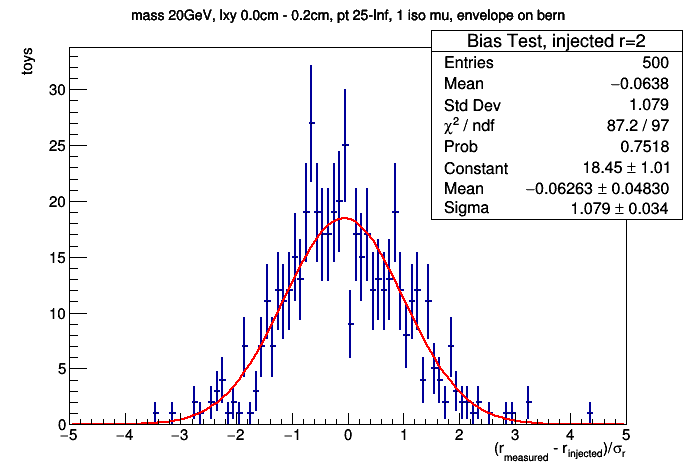 mass 20GeV, lxy 0.0cm - 0.2cm, pt 25-Inf, 1 iso mu, envelope on bern
toys
Bias Test, injected r=2
Entries 500
Mean −0.0638
Std Dev 1.079
χ² / ndf 87.2 / 97
Prob 0.7518
Constant 18.45 ± 1.01
Mean −0.06263 ± 0.04830
Sigma 1.079 ± 0.034
30
25
20
15
10
5
0
−5 −4 −3 −2 −1 0 1 2 3 4 5
(r_measured - r_injected)/σ_r